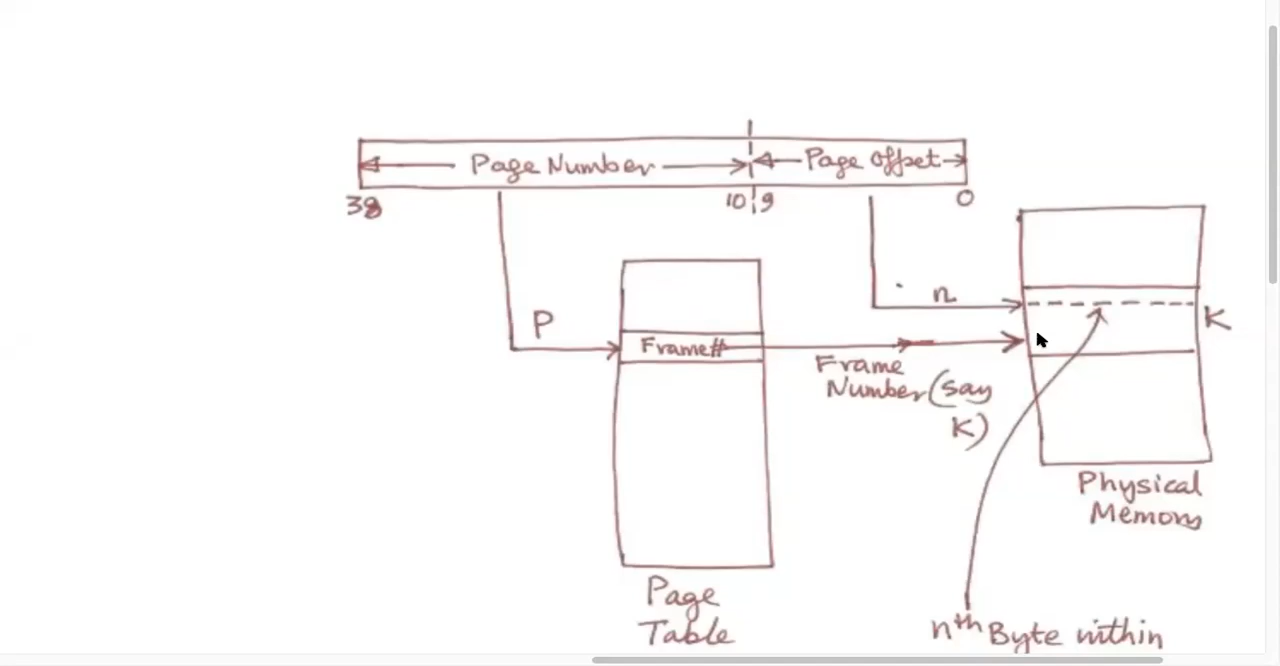 Page Number
Page Offset
38
10
9
0
P
n
K
Frame#
Frame
Number (say
K)
Physical
Memory
Page
Table
nth Byte within